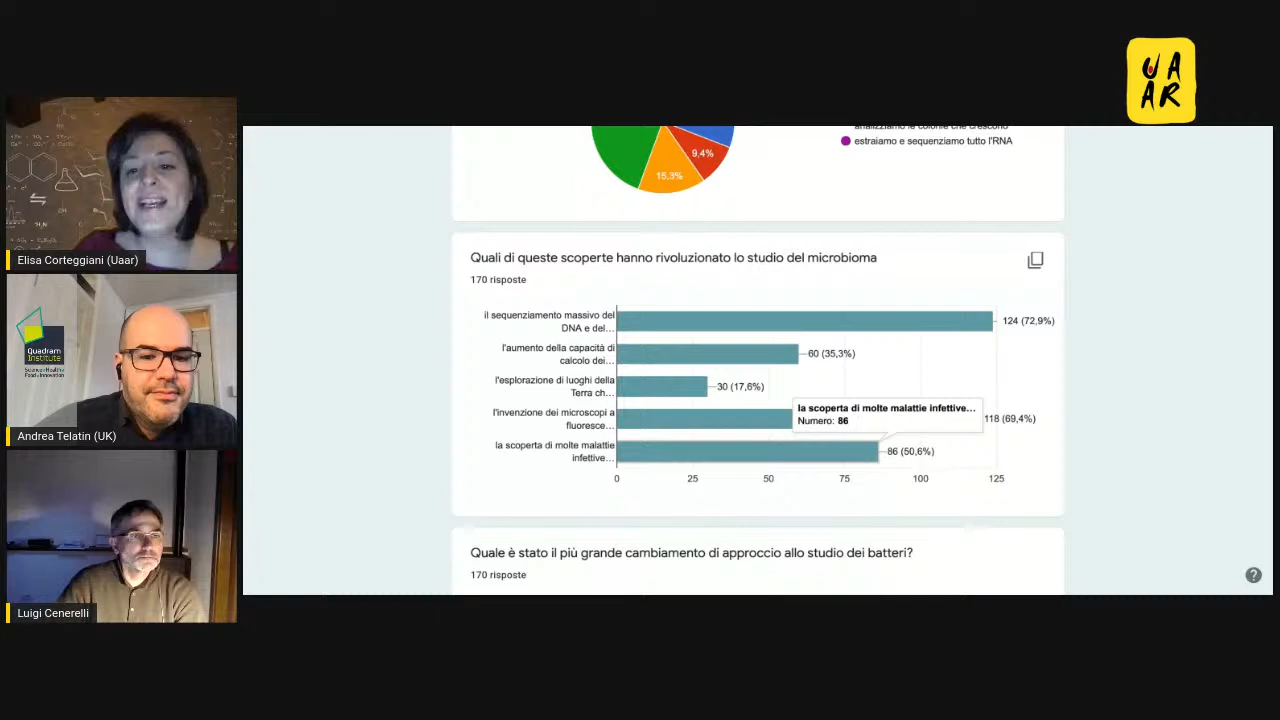 UAAR
analizziamo le colonie che crescono
estraiamo e sequenziamo tutto l'RNA
9,4%
15,3%
Elisa Corteggiani (Uaar)
Quali di queste scoperte hanno rivoluzionato lo studio del microbioma
170 risposte
il sequenziamento massivo del
DNA e del...
124 (72,9%)
l'aumento della capacità di
calcolo dei...
60 (35,3%)
l'esplorazione di luoghi della
Terra ch...
30 (17,6%)
l'invenzione dei microscopi a
fluoresce...
118 (69,4%)
la scoperta di molte malattie infettive...
Numero: 86
la scoperta di molte malattie
infettive...
86 (50,6%)
0 25 50 75 100 125
Quadram
Institute
Science Health
Food Innovation
Andrea Telatin (UK)
Quale è stato il più grande cambiamento di approccio allo studio dei batteri?
170 risposte
Luigi Cenerelli